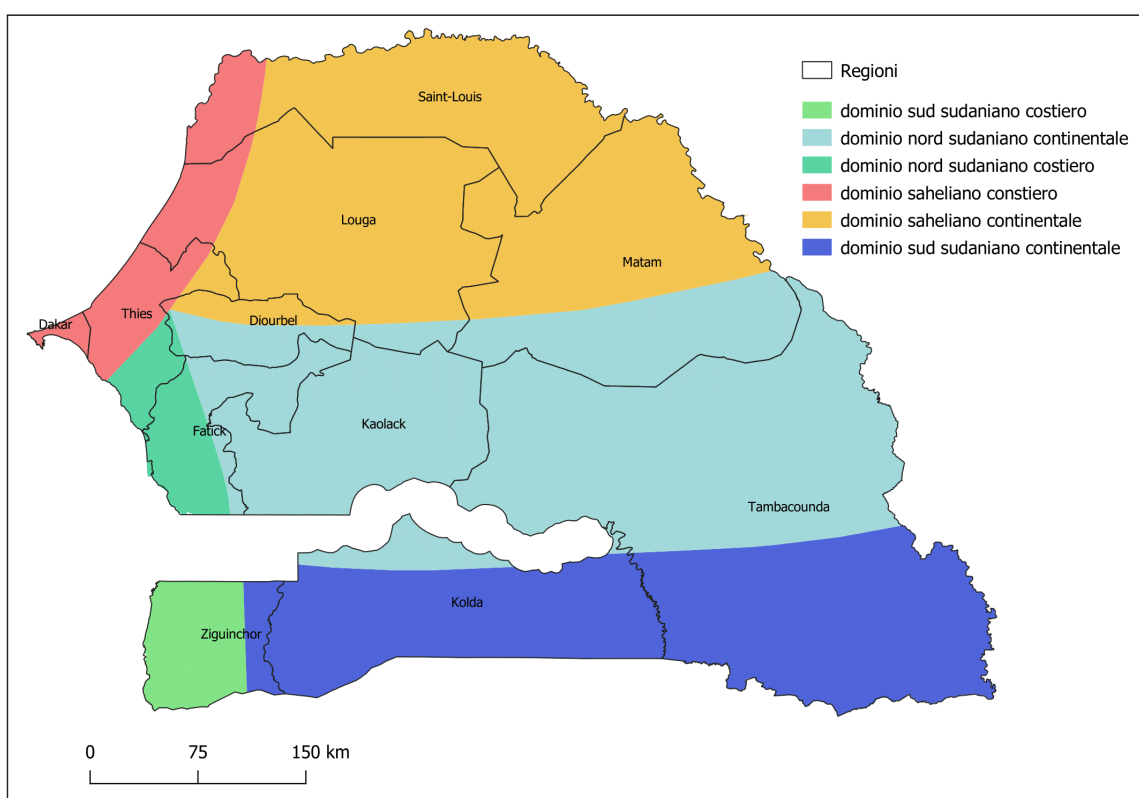 Regioni
dominio sud sudaniano costiero
dominio nord sudaniano continentale
dominio nord sudaniano costiero
dominio saheliano constiero
dominio saheliano continentale
dominio sud sudaniano continentale
Saint-Louis
Louga
Matam
Thies
Dakar
Diourbel
Fatick
Kaolack
Tambacounda
Kolda
Ziguinchor
0 75 150 km